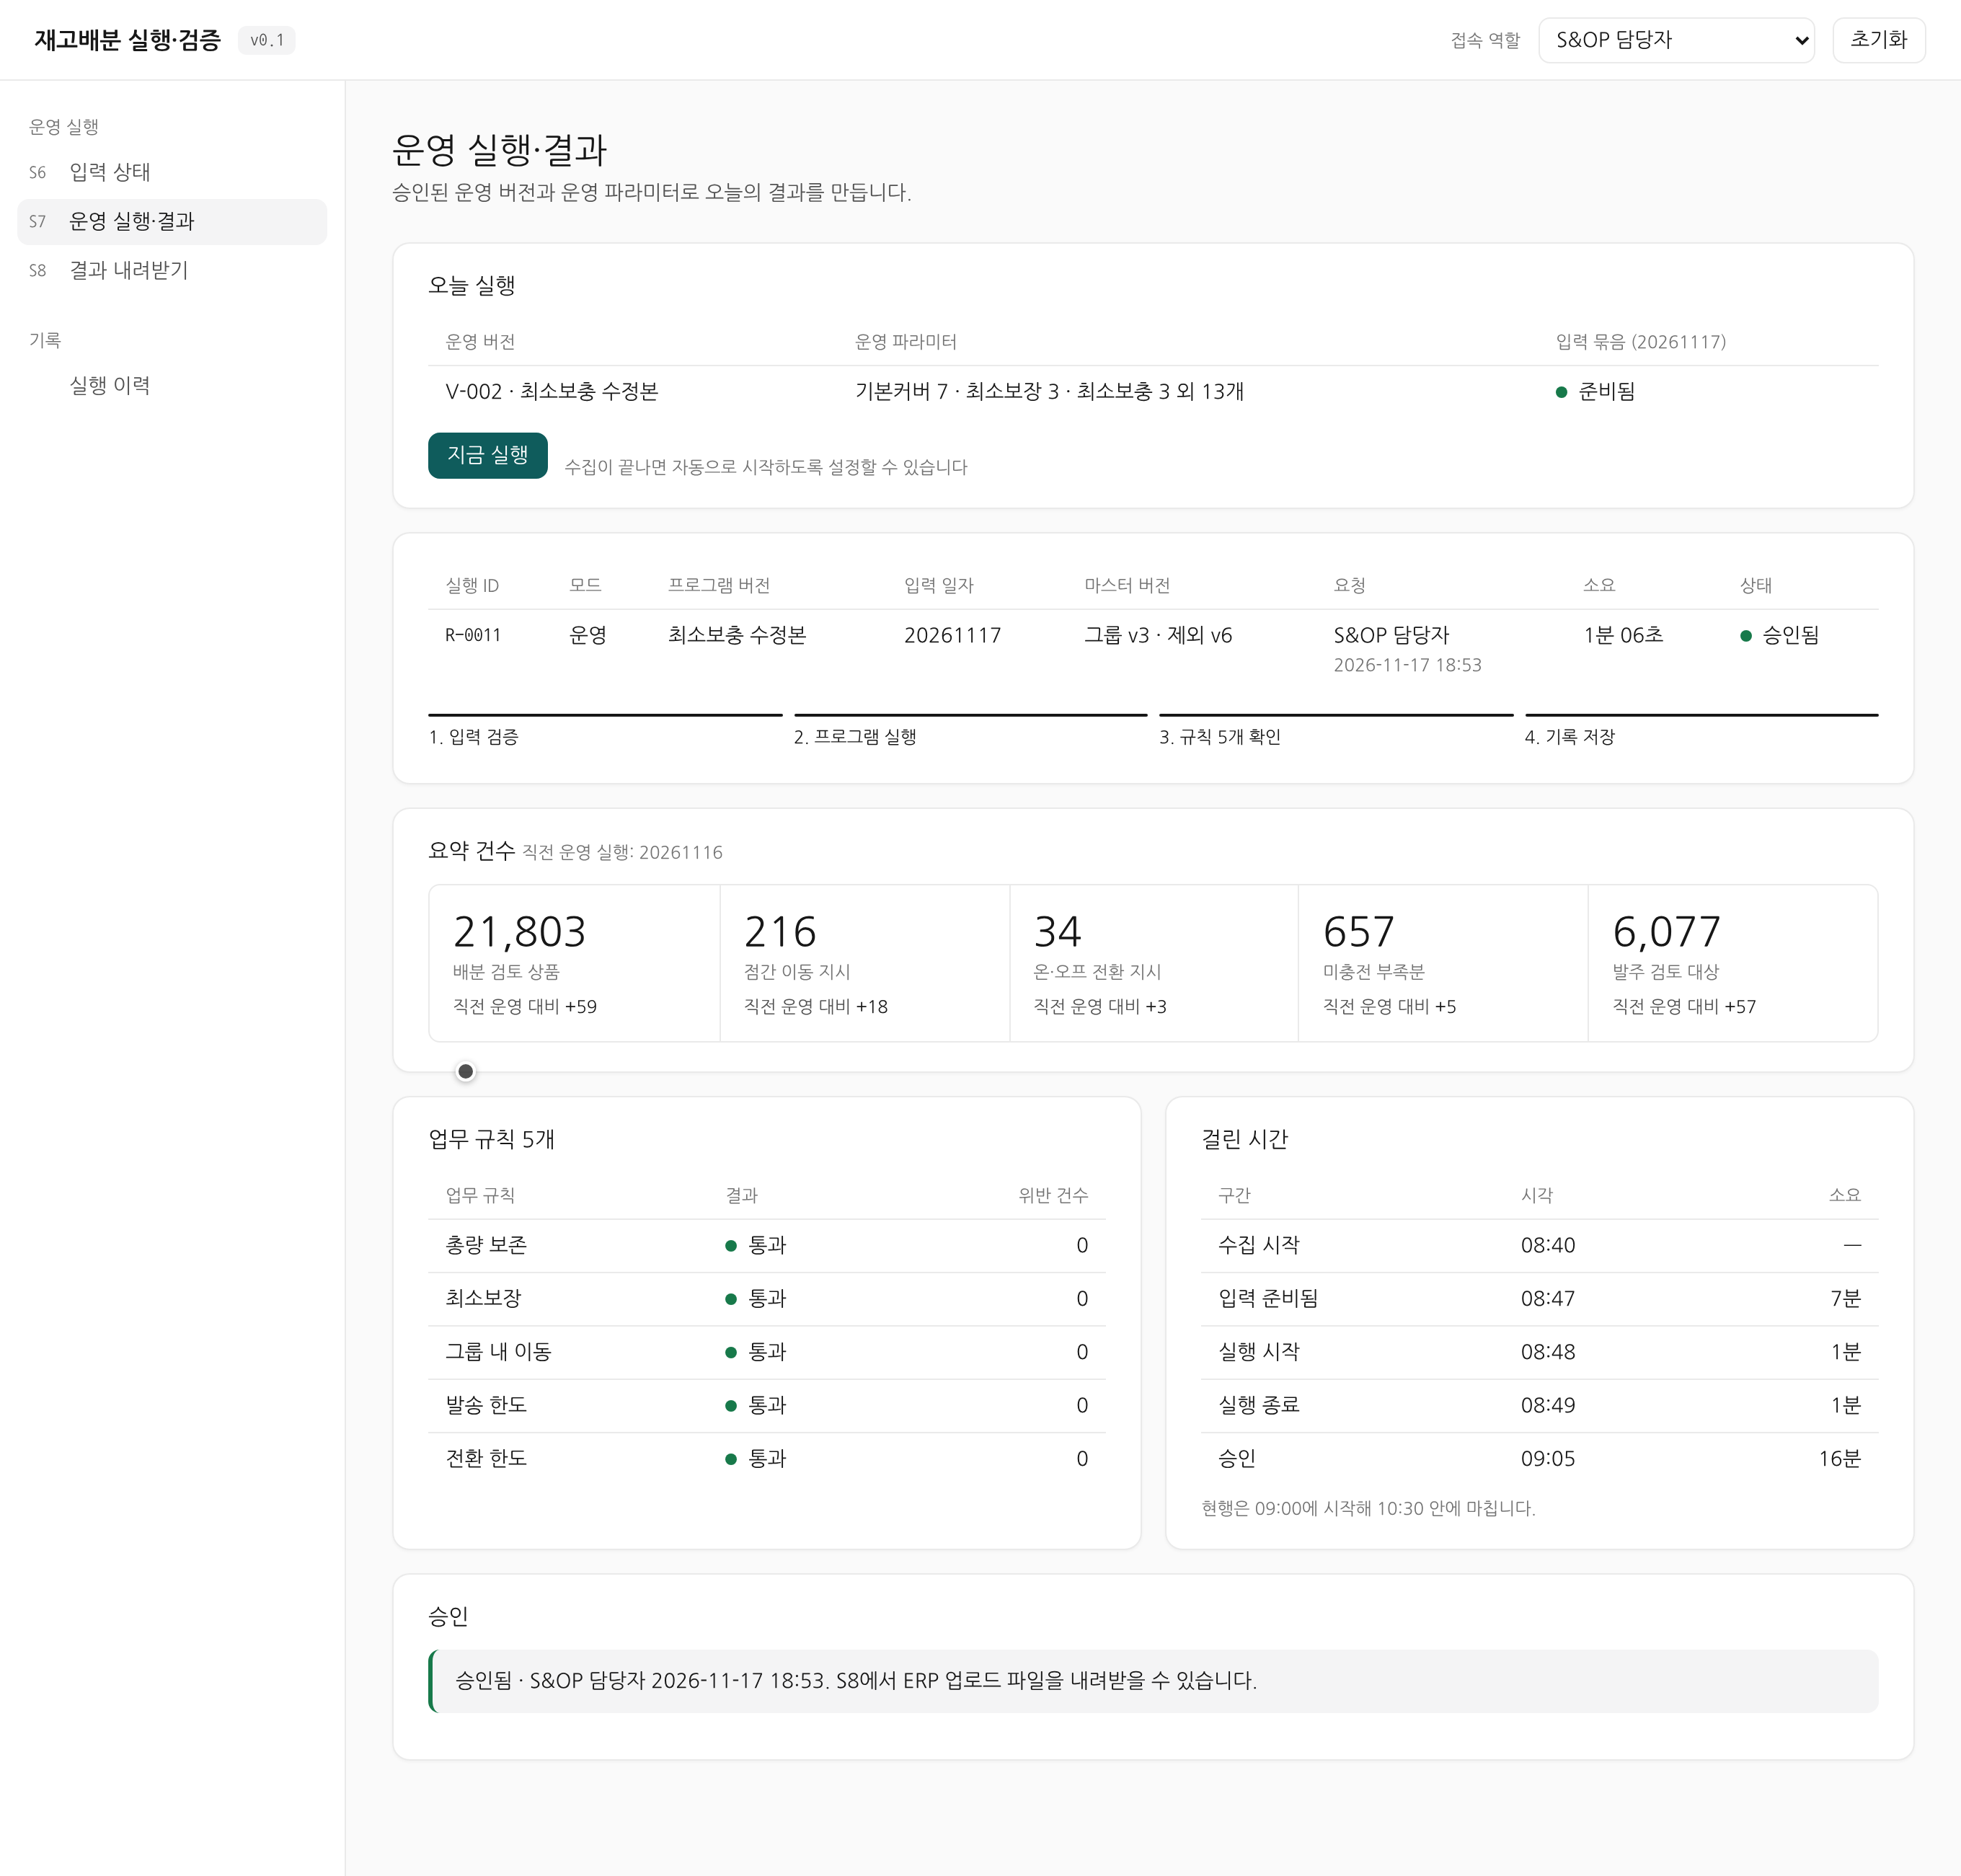 재고배분 실행·검증 v0.1 접속 역할 S&OP 담당자 초기화
운영 실행
S6 입력 상태
S7 운영 실행·결과
S8 결과 내려받기
기록
실행 이력
운영 실행·결과
승인된 운영 버전과 운영 파라미터로 오늘의 결과를 만듭니다.
오늘 실행
운영 버전 운영 파라미터 입력 묶음 (20261117)
V-002 · 최소보충 수정본 기본커버 7 · 최소보장 3 · 최소보충 3 외 13개 준비됨
지금 실행 수집이 끝나면 자동으로 시작하도록 설정할 수 있습니다
실행 ID 모드 프로그램 버전 입력 일자 마스터 버전 요청 소요 상태
R-0011 운영 최소보충 수정본 20261117 그룹 v3 · 제외 v6 S&OP 담당자 1분 06초 승인됨
2026-11-17 18:53
1. 입력 검증 2. 프로그램 실행 3. 규칙 5개 확인 4. 기록 저장
요약 건수 직전 운영 실행: 20261116
21,803 216 34 657 6,077
배분 검토 상품 점간 이동 지시 온·오프 전환 지시 미충전 부족분 발주 검토 대상
직전 운영 대비 +59 직전 운영 대비 +18 직전 운영 대비 +3 직전 운영 대비 +5 직전 운영 대비 +57
업무 규칙 5개
업무 규칙 결과 위반 건수
총량 보존 통과 0
최소보장 통과 0
그룹 내 이동 통과 0
발송 한도 통과 0
전환 한도 통과 0
걸린 시간
구간 시각 소요
수집 시작 08:40 —
입력 준비됨 08:47 7분
실행 시작 08:48 1분
실행 종료 08:49 1분
승인 09:05 16분
현행은 09:00에 시작해 10:30 안에 마칩니다.
승인
승인됨 · S&OP 담당자 2026-11-17 18:53. S8에서 ERP 업로드 파일을 내려받을 수 있습니다.